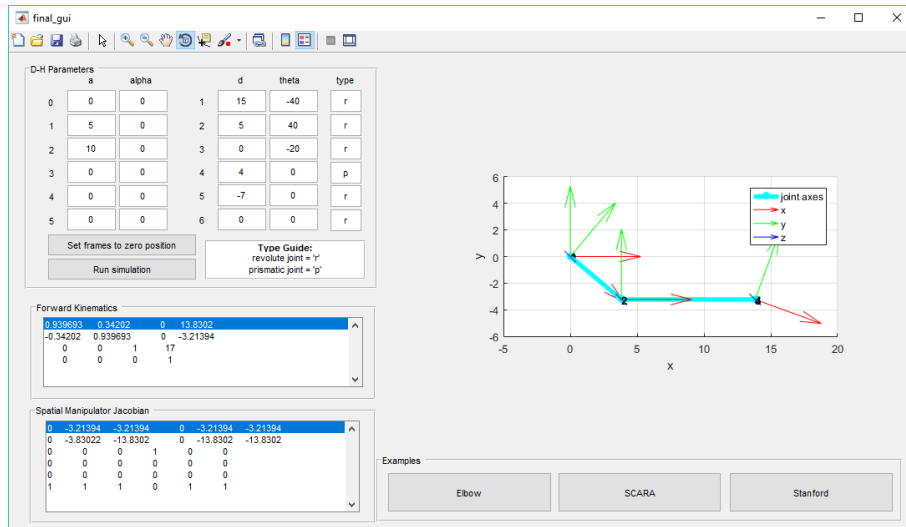 final_gui
D-H Parameters
a alpha d theta type
0 0 0 1 15 -40 r
1 5 0 2 5 40 r
2 10 0 3 0 -20 r
3 0 0 4 4 0 p
4 0 0 5 -7 0 r
5 0 0 6 0 0 r
Set frames to zero position
Run simulation
Type Guide:
revolute joint = 'r'
prismatic joint = 'p'
Forward Kinematics
0.939693 0.34202 0 13.8302
-0.34202 0.939693 0 -3.21394
0 0 1 17
0 0 0 1
Spatial Manipulator Jacobian
0 -3.21394 -3.21394 0 -3.21394 -3.21394
0 -3.83022 -13.8302 0 -13.8302 -13.8302
0 0 0 1 0 0
0 0 0 0 0 0
0 0 0 0 0 0
1 1 1 0 1 1
6
4
2
0
-2
-4
-6
y
-5 0 5 10 15 20
x
joint axes
x
y
z
2
Examples
Elbow SCARA Stanford